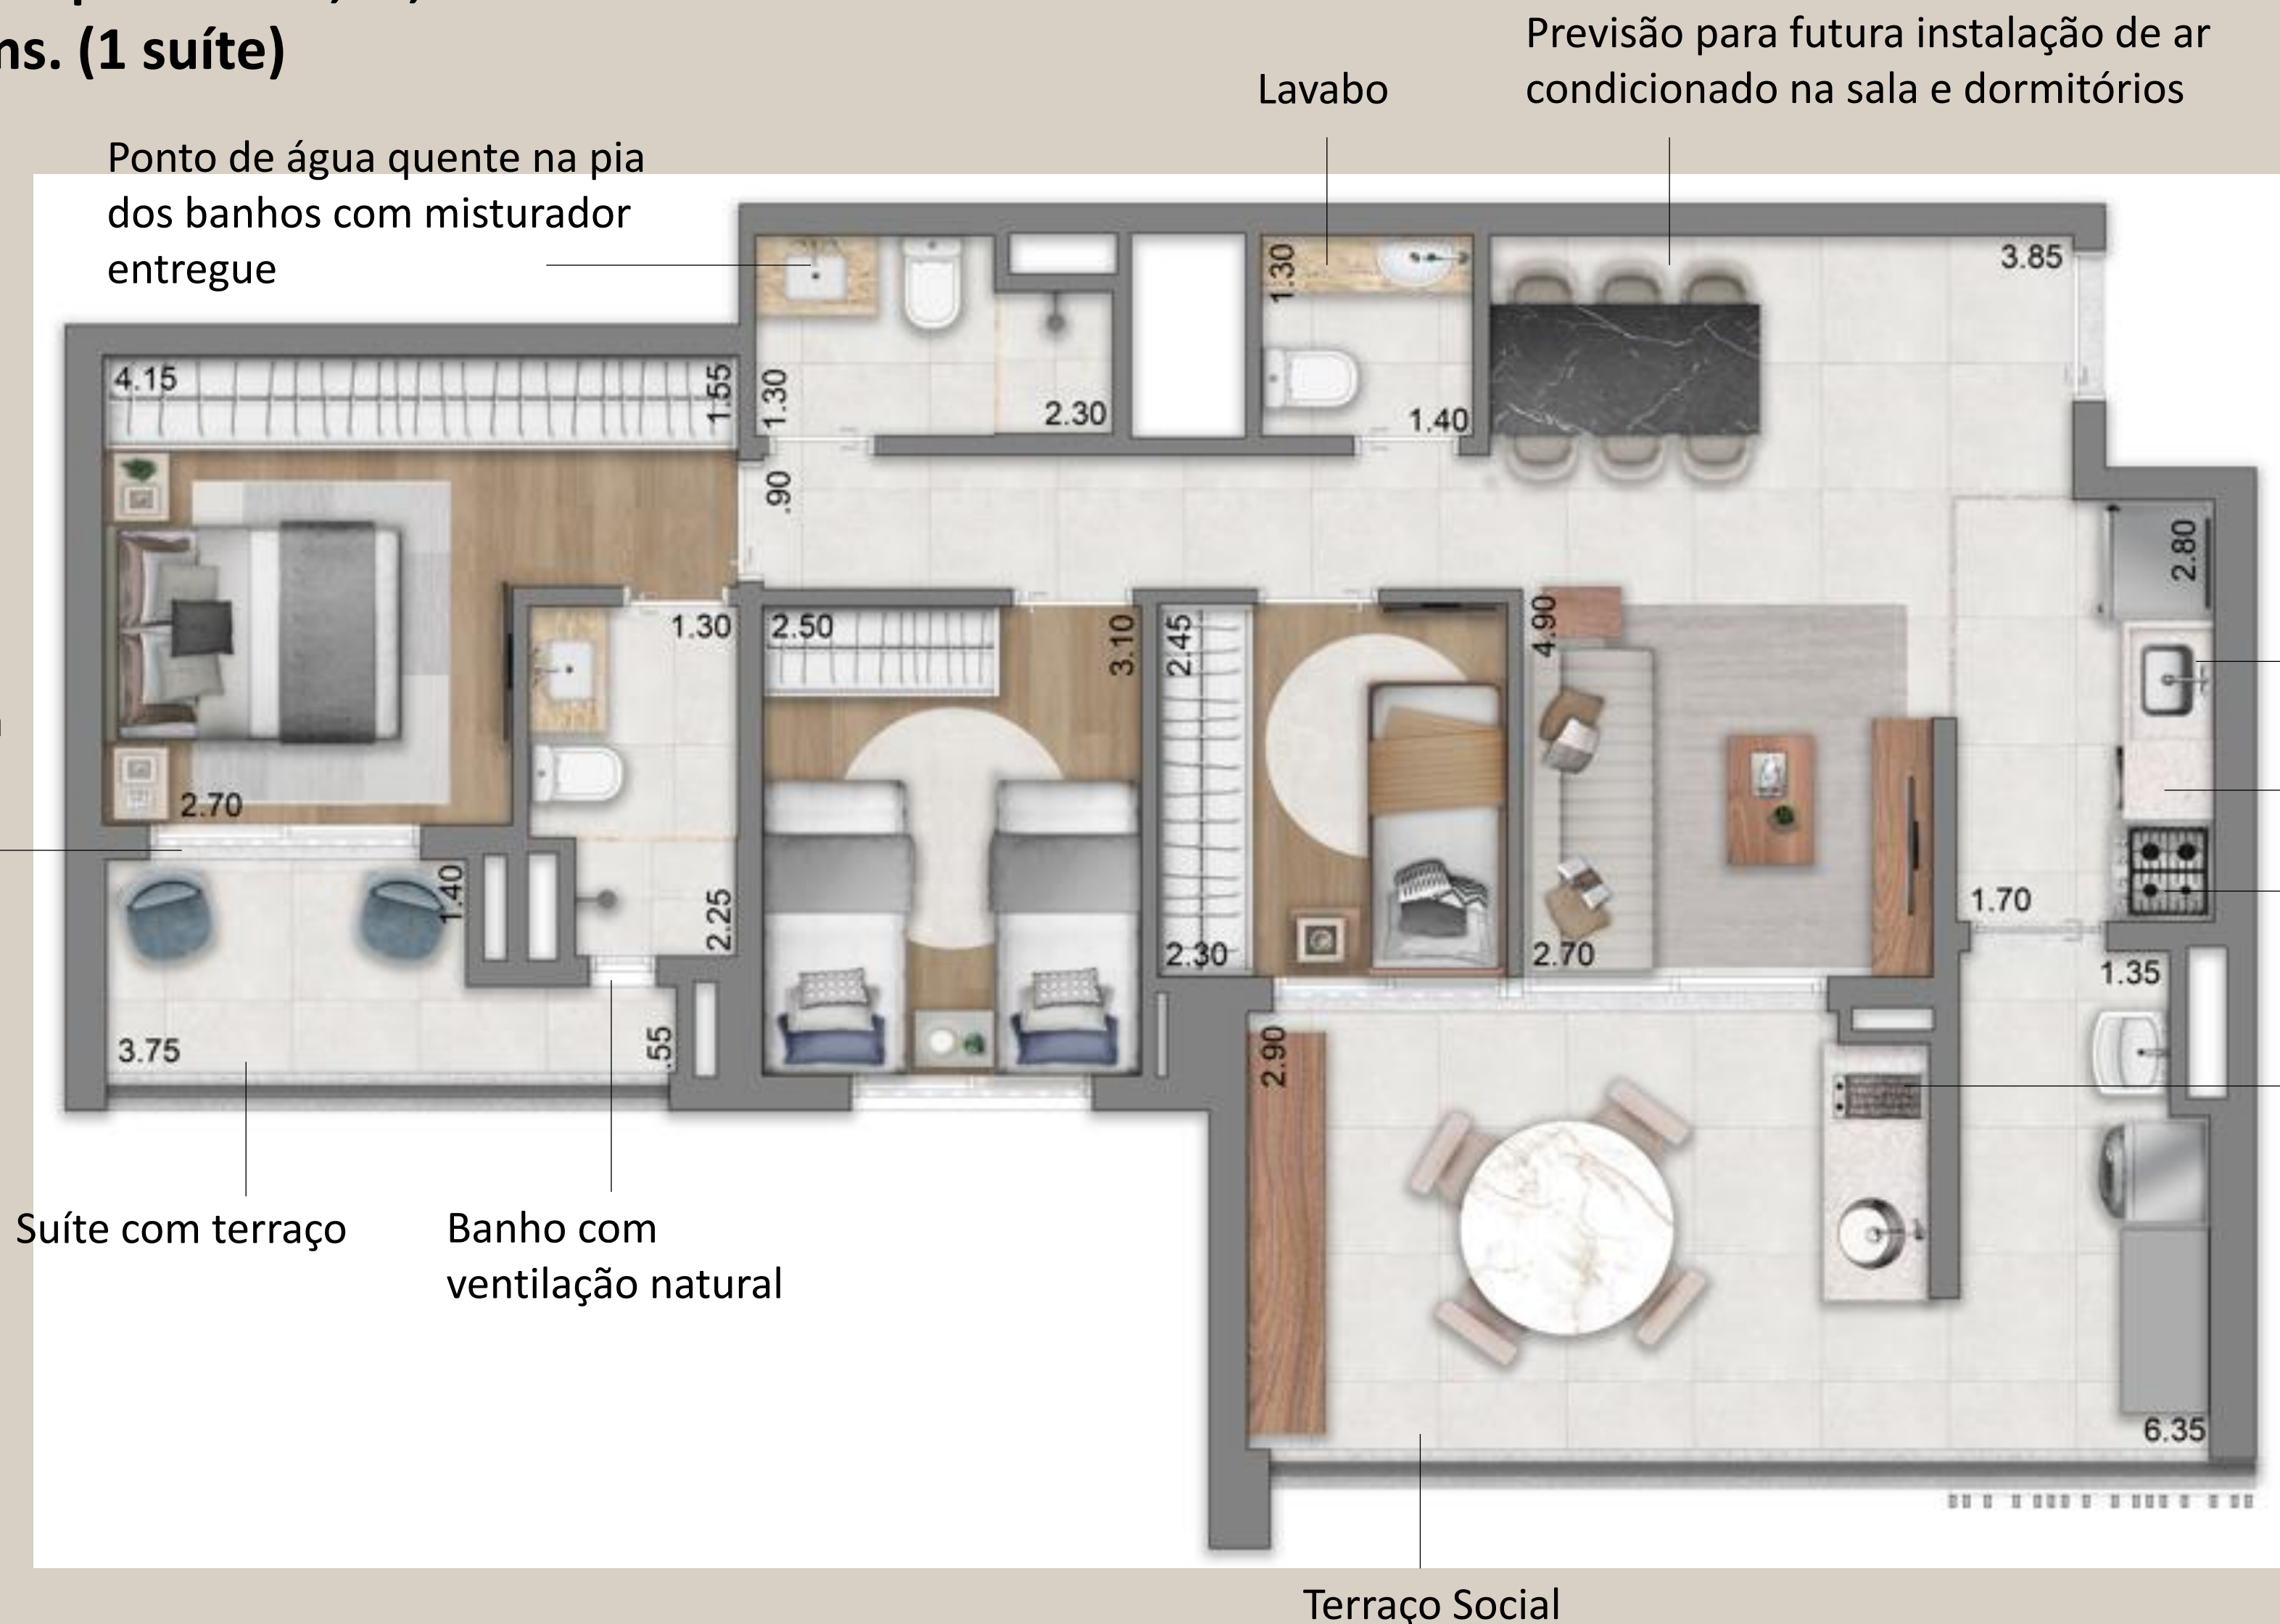 ns. (1 suíte)
Previsão para futura instalação de ar
condicionado na sala e dormitórios
Lavabo
Ponto de água quente na pia
dos banhos com misturador
entregue
1.30
3.85
4.15
1.55
1.30
2.30
1.40
.90
2.80
1.30
2.50
3.10
2.45
4.90
2.70
1.40
2.25
2.30
2.70
1.70
1.35
3.75
.55
2.90
6.35
Suíte com terraço
Banho com
ventilação natural
Terraço Social